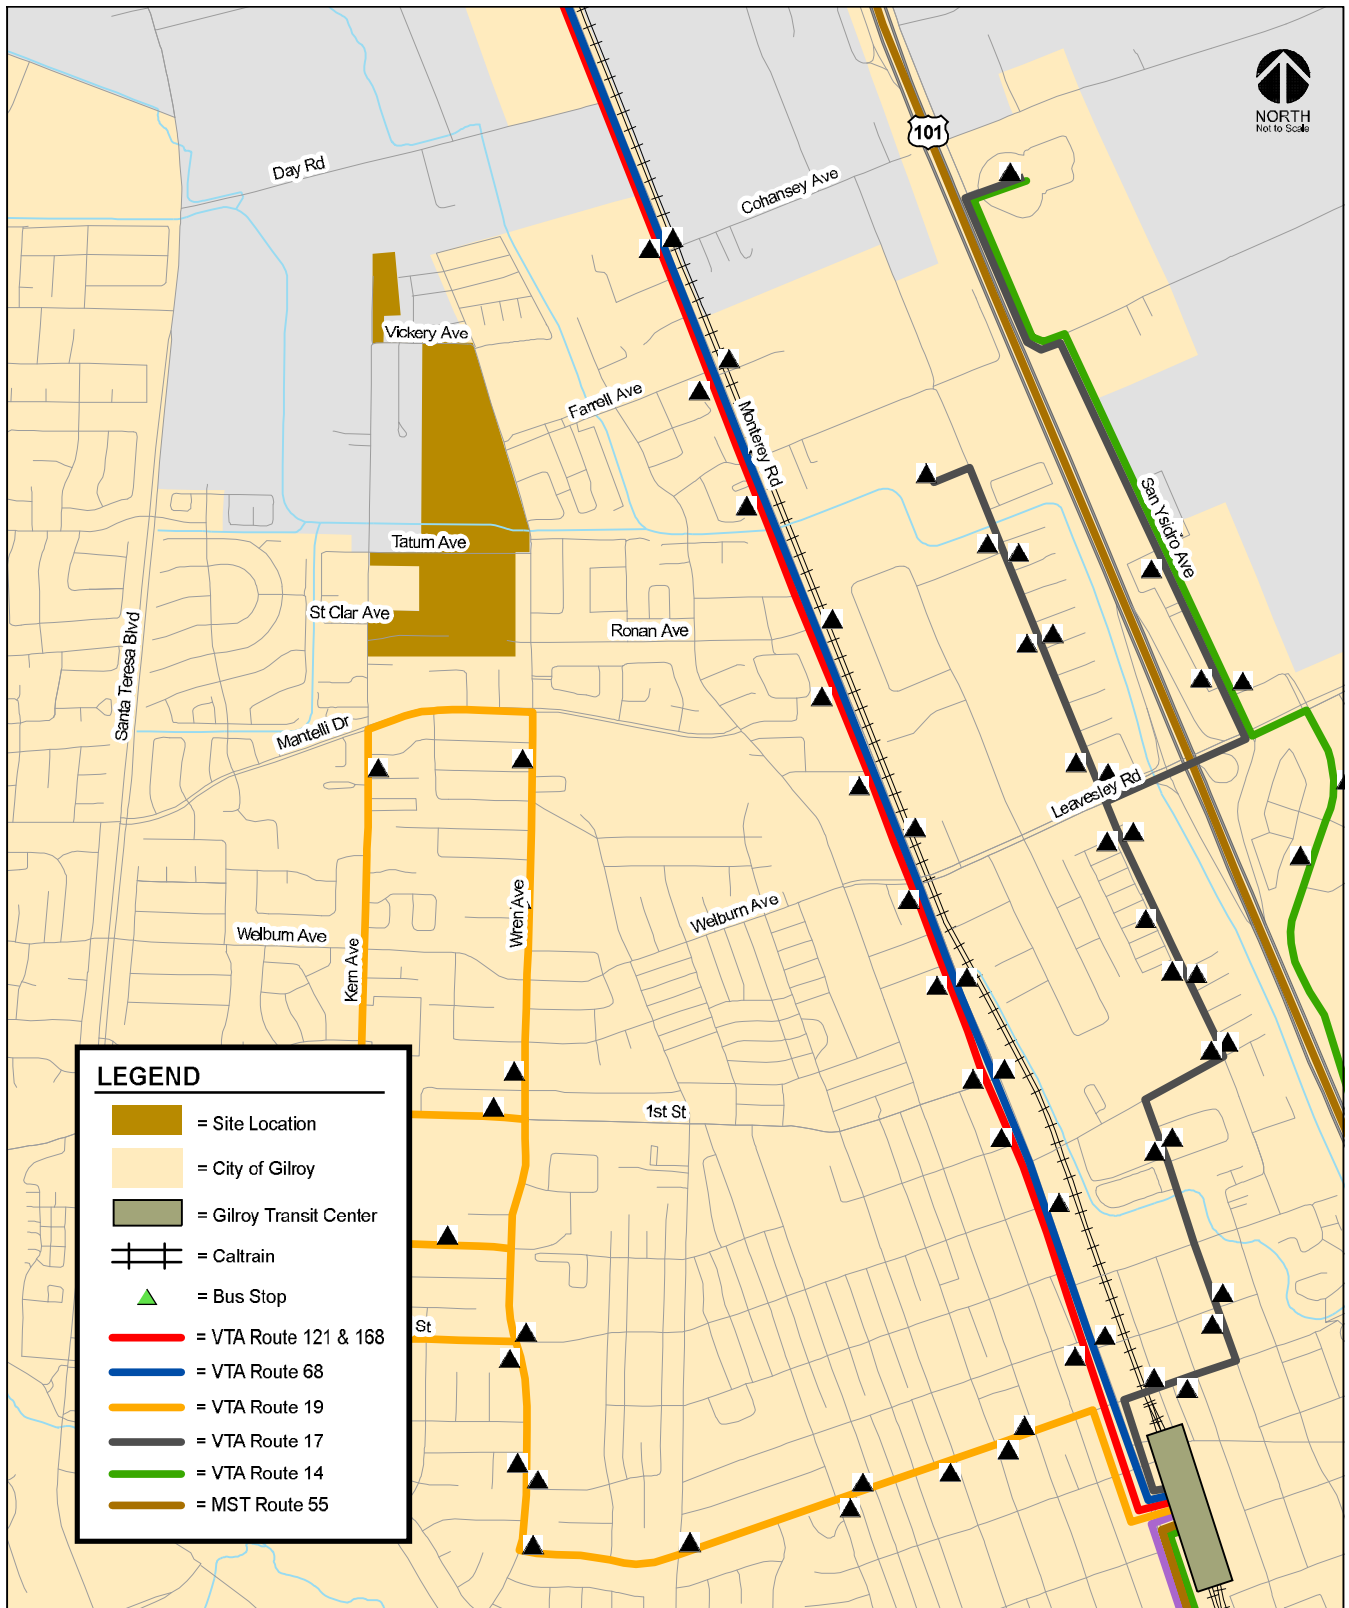 NORTH
Not to Scale
101
Day Rd
Cohansey Ave
Vickery Ave
Farrell Ave
Monterey Rd
San Ysidro Ave
Tatum Ave
St Clar Ave
Ronan Ave
Santa Teresa Blvd
Mantelli Dr
Leavesley Rd
Wren Ave
Welburn Ave
Welburn Ave
Kern Ave
1st St
St
LEGEND
= Site Location
= City of Gilroy
= Gilroy Transit Center
= Caltrain
= Bus Stop
= VTA Route 121 & 168
= VTA Route 68
= VTA Route 19
= VTA Route 17
= VTA Route 14
= MST Route 55